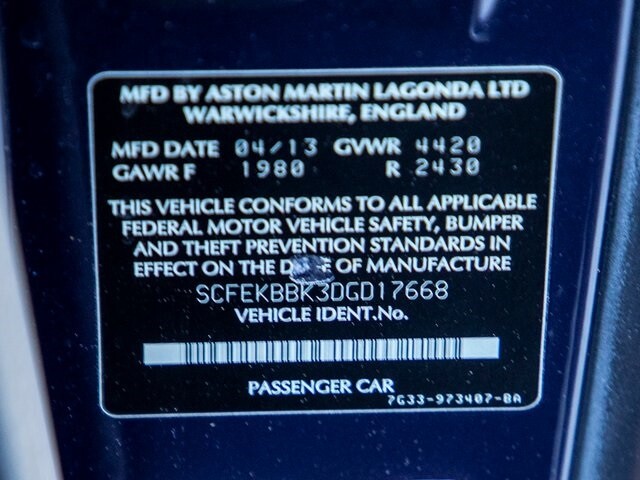 MFD BY ASTON MARTIN LAGONDA LTD
WARWICKSHIRE, ENGLAND
MFD DATE 04/13 GVWR 4420
GAWR F 1980 R 2430
THIS VEHICLE CONFORMS TO ALL APPLICABLE
FEDERAL MOTOR VEHICLE SAFETY, BUMPER
AND THEFT PREVENTION STANDARDS IN
EFFECT ON THE DATE OF MANUFACTURE
SCFEKBBK3DGD17668
VEHICLE IDENT.No.
PASSENGER CAR
7G33-973407-BA